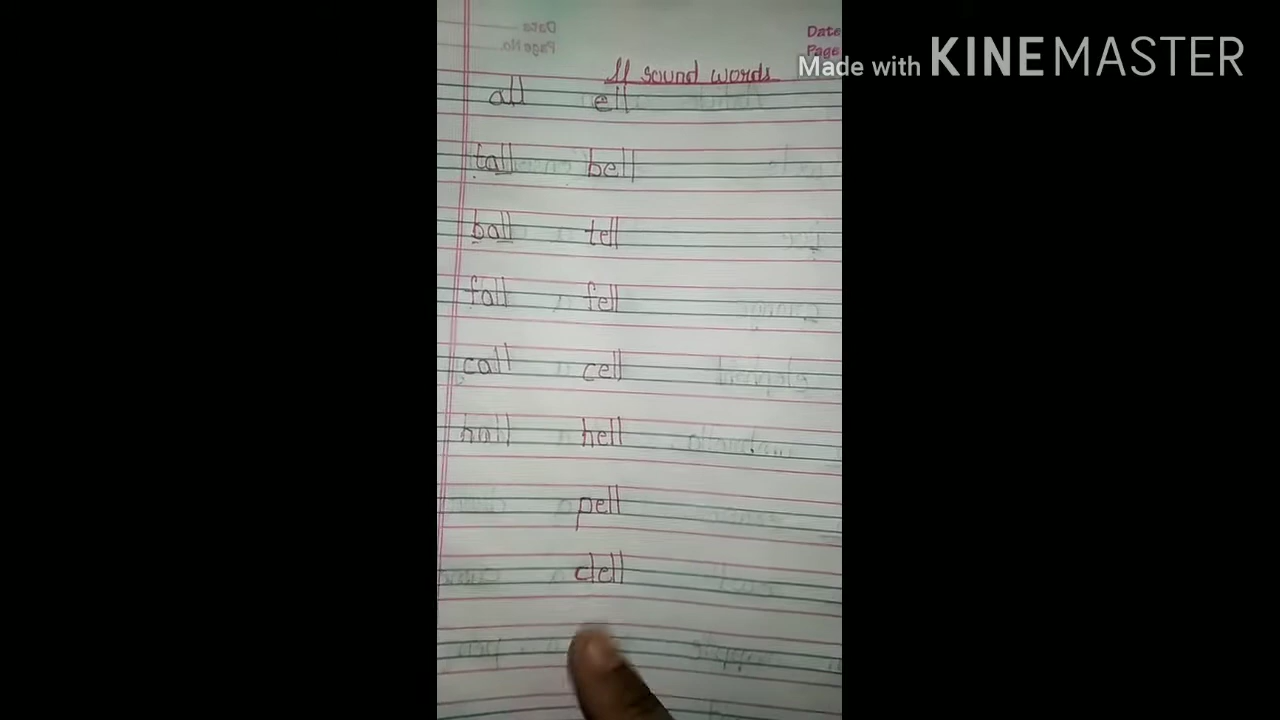 Date
Page No.
Date
Page
Made with KINEMASTER
ll sound words
all ell
tall bell
ball tell
fall fell
call cell
hall hell
pell
dell